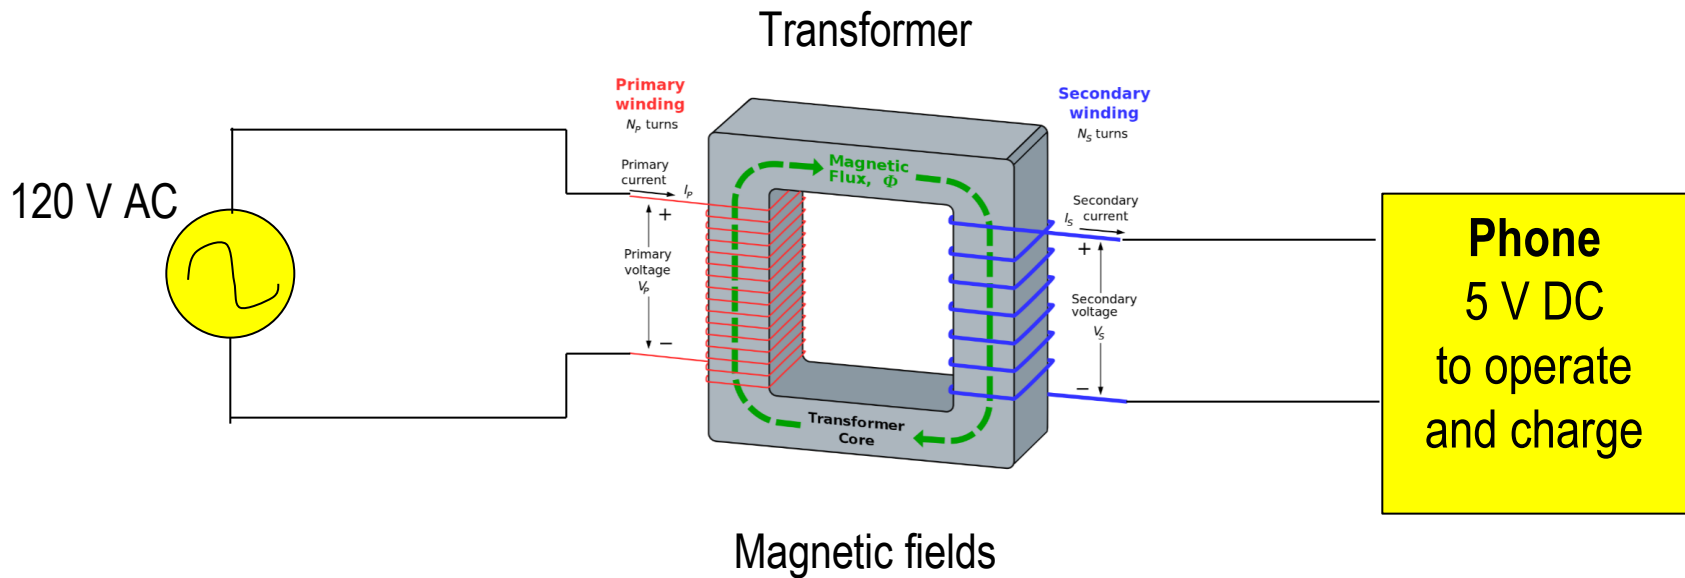 Transformer
Primary
winding
Nₚ turns
Secondary
winding
Nₛ turns
120 V AC
Primary
current
Iₚ
+
Primary
voltage
Vₚ
−
Magnetic
Flux, Φ
Transformer
Core
Secondary
current
Iₛ
+
Secondary
voltage
Vₛ
−
Phone
5 V DC
to operate
and charge
Magnetic fields